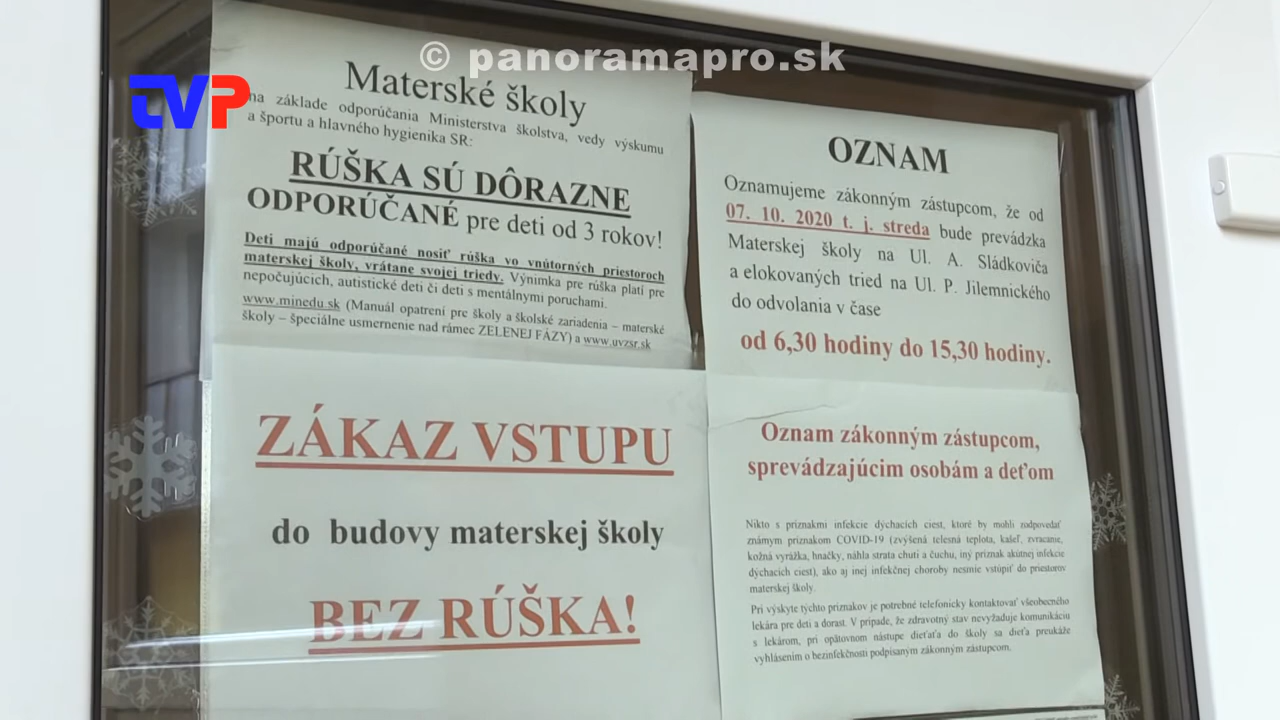 © panoramapro.sk
TVP
Materské školy
na základe odporúčania Ministerstva školstva, vedy výskumu
a športu a hlavného hygienika SR:
RÚŠKA SÚ DÔRAZNE
ODPORÚČANÉ pre deti od 3 rokov!
Deti majú odporúčané nosiť rúška vo vnútorných priestoroch
materskej školy, vrátane svojej triedy. Výnimka pre rúška platí pre
nepočujúcich, autistické deti či deti s mentálnymi poruchami.
www.minedu.sk (Manuál opatrení pre školy a školské zariadenia – materské
školy – špeciálne usmernenie nad rámec ZELENEJ FÁZY) a www.uvzsr.sk
OZNAM
Oznamujeme zákonným zástupcom, že od
07. 10. 2020 t. j. streda bude prevádzka
Materskej školy na Ul. A. Sládkoviča
a elokovaných tried na Ul. P. Jilemnického
do odvolania v čase
od 6,30 hodiny do 15,30 hodiny.
ZÁKAZ VSTUPU
do budovy materskej školy
BEZ RÚŠKA!
Oznam zákonným zástupcom,
sprevádzajúcim osobám a deťom
Nikto s príznakmi infekcie dýchacích ciest, ktoré by mohli zodpovedať
známym príznakom COVID-19 (zvýšená telesná teplota, kašeľ, zvracanie,
kožná vyrážka, hnačky, náhla strata chuti a čuchu, iný príznak akútnej infekcie
dýchacích ciest), ako aj inej infekčnej choroby nesmie vstúpiť do priestorov
materskej školy.
Pri výskyte týchto príznakov je potrebné telefonicky kontaktovať všeobecného
lekára pre deti a dorast. V prípade, že zdravotný stav nevyžaduje komunikáciu
s lekárom, pri opätovnom nástupe dieťaťa do školy sa dieťa preukáže
vyhlásením o bezinfekčnosti podpísaným zákonným zástupcom.